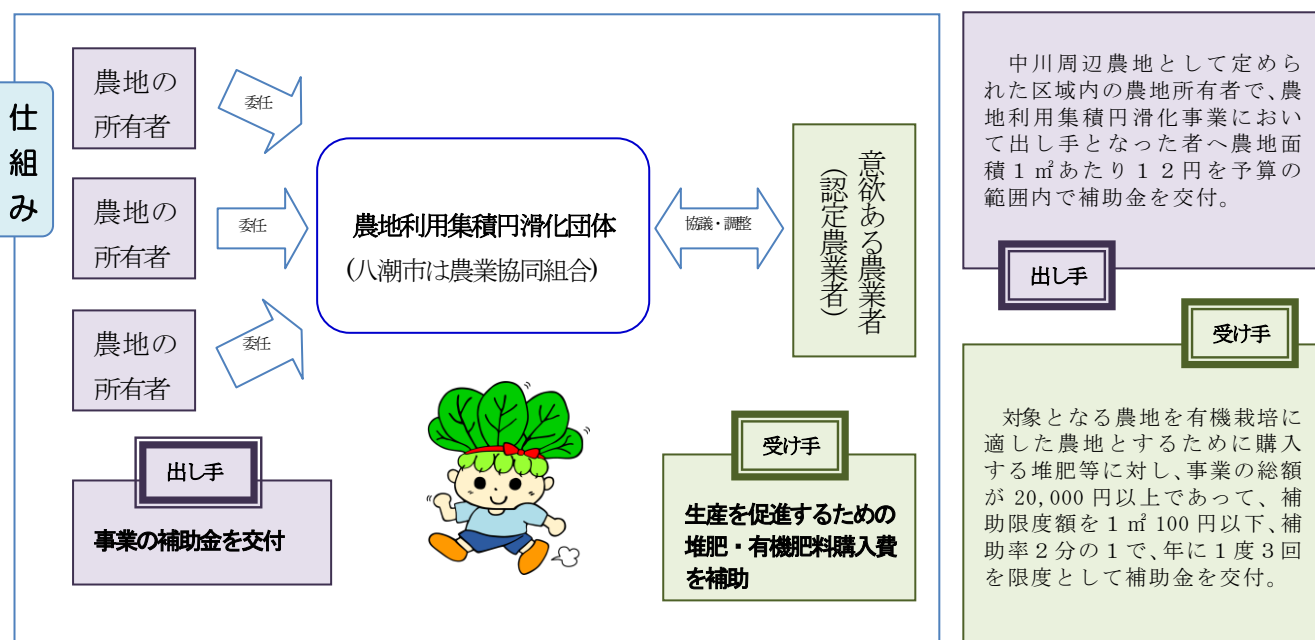 仕組み
農地の
所有者
委任
農地の
所有者
委任
農地の
所有者
委任
農地利用集積円滑化団体
(八潮市は農業協同組合)
協議・調整
意欲ある農業者
(認定農業者)
出し手
事業の補助金を交付
受け手
生産を促進するための
堆肥・有機肥料購入費
を補助
中川周辺農地として定めら
れた区域内の農地所有者で、農
地利用集積円滑化事業におい
て出し手となった者へ農地面
積1㎡あたり12円を予算の
範囲内で補助金を交付。
出し手
受け手
対象となる農地を有機栽培に
適した農地とするために購入
する堆肥等に対し、事業の総額
が 20,000 円以上であって、補
助限度額を1㎡ 100 円以下、補
助率2分の1で、年に1度3回
を限度として補助金を交付。